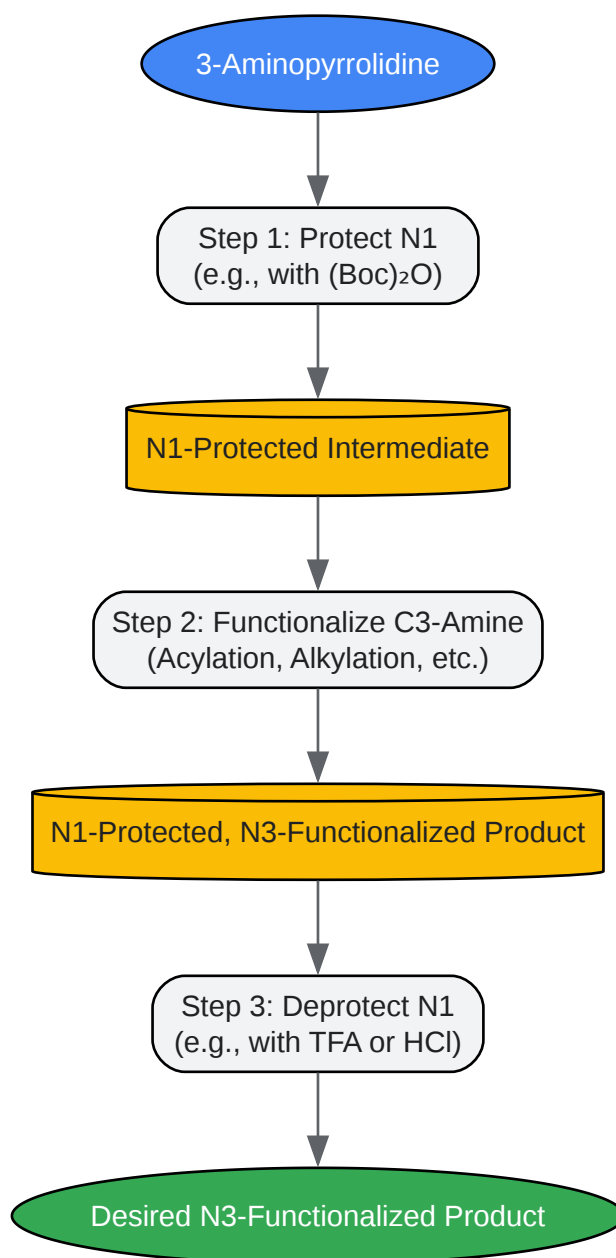 3-Aminopyrrolidine
Step 1: Protect N1
(e.g., with (Boc)₂O)
N1-Protected Intermediate
Step 2: Functionalize C3-Amine
(Acylation, Alkylation, etc.)
N1-Protected, N3-Functionalized Product
Step 3: Deprotect N1
(e.g., with TFA or HCl)
Desired N3-Functionalized Product